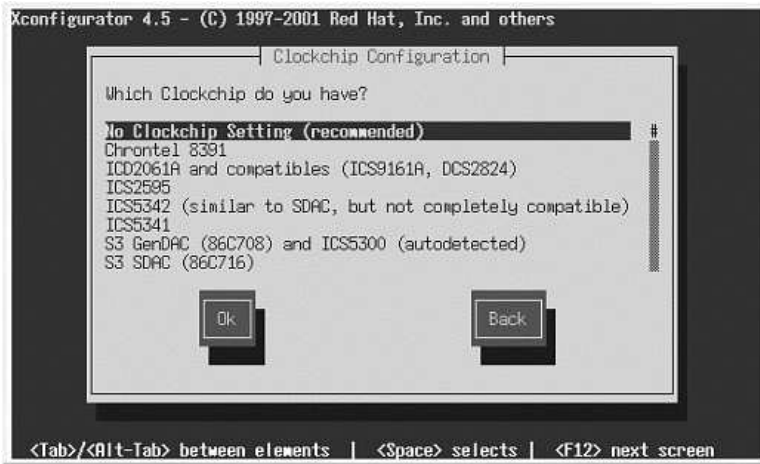 Xconfigurator 4.5 - (C) 1997-2001 Red Hat, Inc. and others
Clockchip Configuration
Which Clockchip do you have?
No Clockchip Setting (recommended) #
Chrontel 8391
ICD2061A and compatibles (ICS9161A, DCS2824)
ICS2595
ICS5342 (similar to SDAC, but not completely compatible)
ICS5341
S3 GenDAC (86C708) and ICS5300 (autodetected)
S3 SDAC (86C716)
Ok Back
<Tab>/<Alt-Tab> between elements | <Space> selects | <F12> next screen